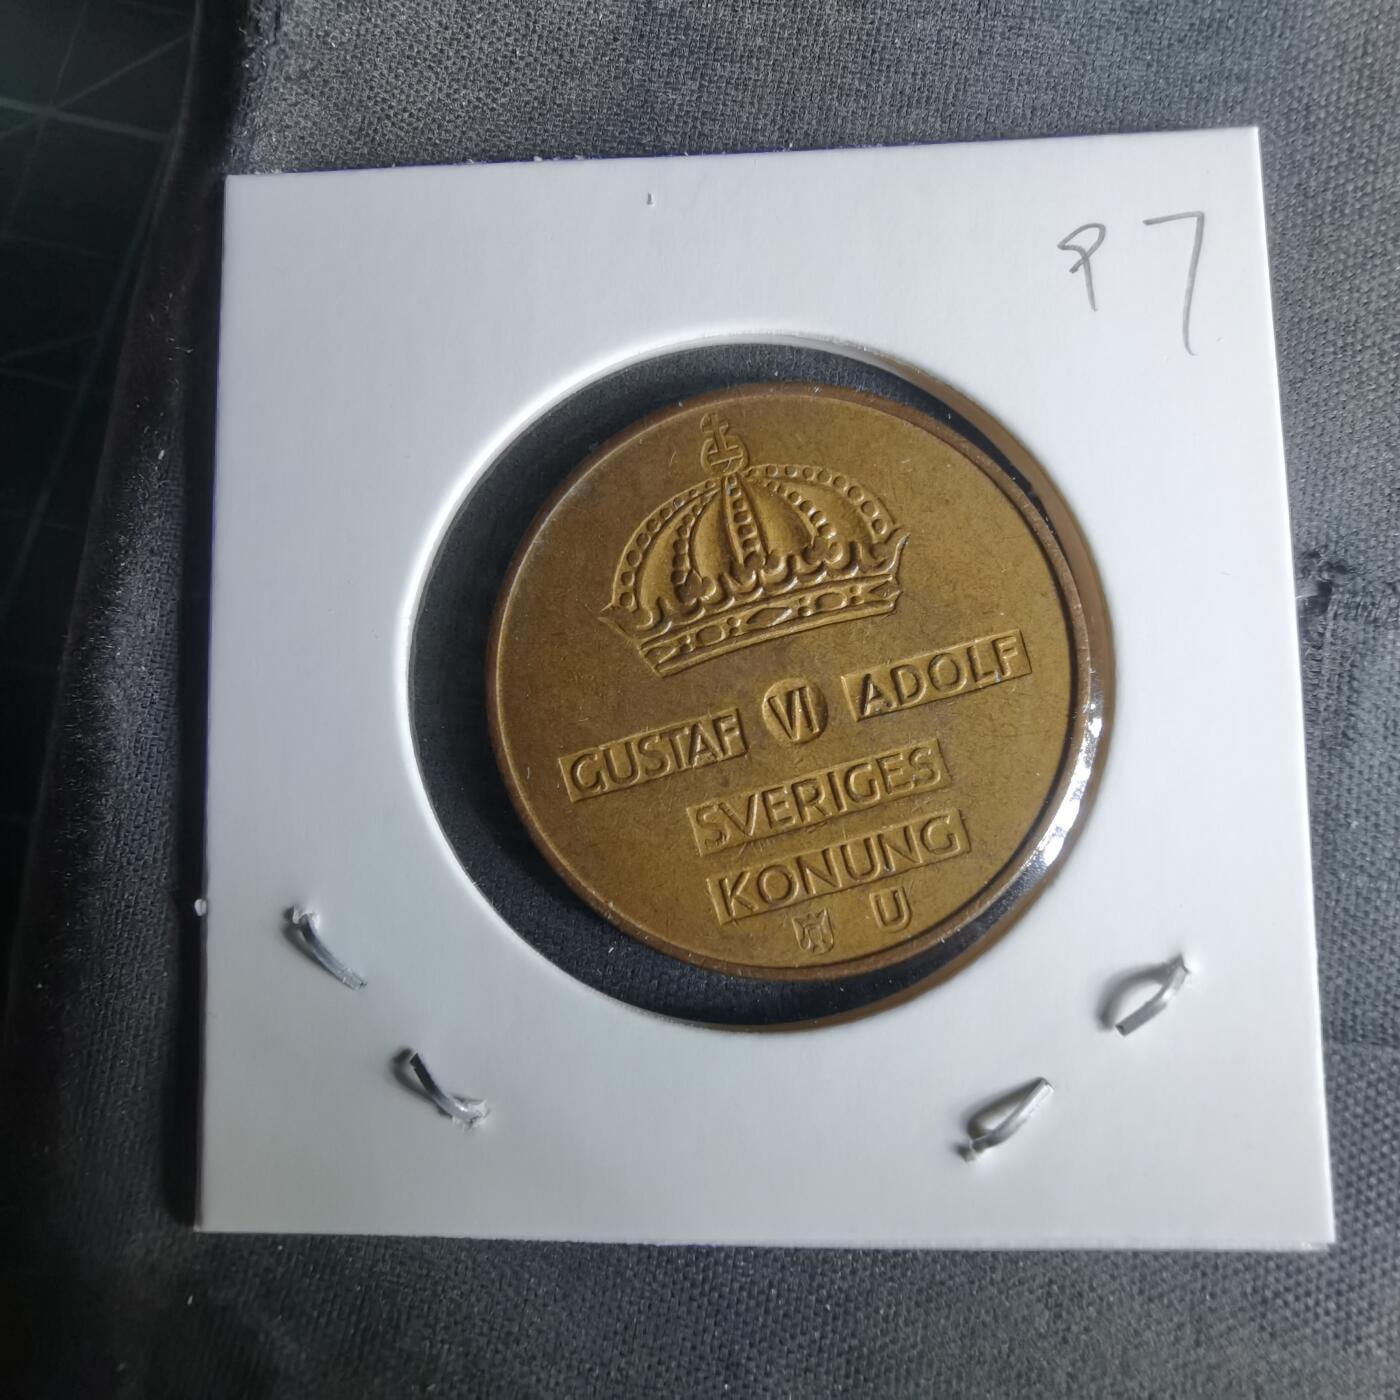 97
GUSTAF VI ADOLF
SVERIGES
KONUNG
U